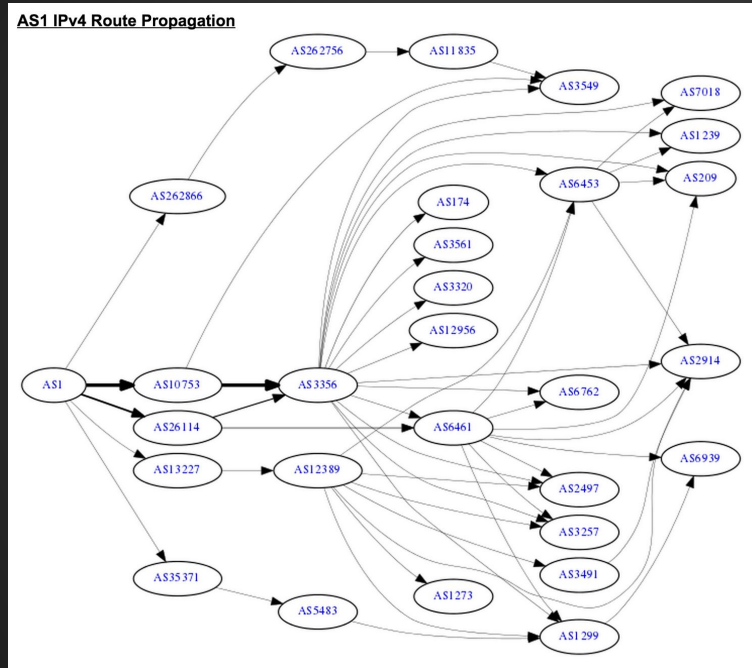 AS1 IPv4 Route Propagation
AS262756
AS11835
AS3549
AS7018
AS1239
AS209
AS6453
AS262866
AS174
AS3561
AS3320
AS12956
AS1
AS10753
AS3356
AS2914
AS6762
AS26114
AS6461
AS13227
AS12389
AS6939
AS2497
AS3257
AS3491
AS35371
AS1273
AS5483
AS1299